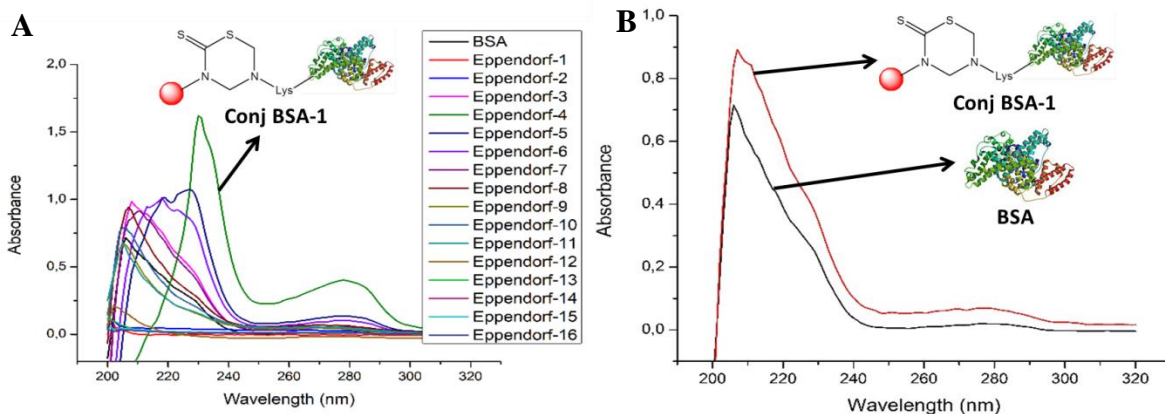 A
BSA
Eppendorf-1
Eppendorf-2
Eppendorf-3
Eppendorf-4
Eppendorf-5
Eppendorf-6
Eppendorf-7
Eppendorf-8
Eppendorf-9
Eppendorf-10
Eppendorf-11
Eppendorf-12
Eppendorf-13
Eppendorf-14
Eppendorf-15
Eppendorf-16
S S
N N
Lys
Conj BSA-1
2,0
1,5
1,0
0,5
0,0
Absorbance
200 220 240 260 280 300 320
Wavelength (nm)
B
S S
N N
Lys
Conj BSA-1
BSA
1,0
0,8
0,6
0,4
0,2
0,0
Absorbance
200 220 240 260 280 300 320
Wavelength (nm)